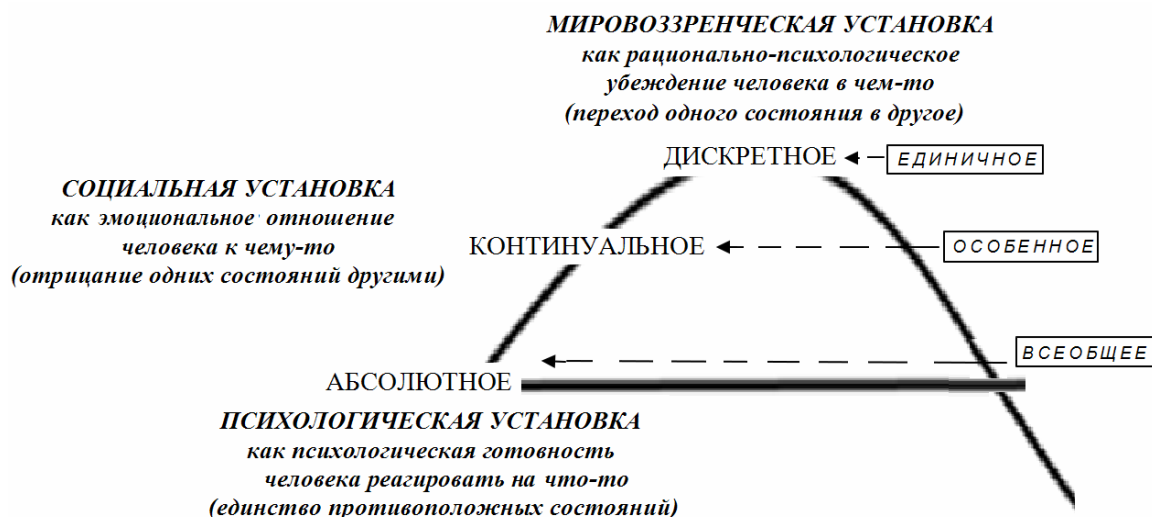 МИРОВОЗЗРЕНЧЕСКАЯ УСТАНОВКА
как рационально-психологическое
убеждение человека в чем-то
(переход одного состояния в другое)
ДИСКРЕТНОЕ
ЕДИНИЧНОЕ
СОЦИАЛЬНАЯ УСТАНОВКА
как эмоциональное отношение
человека к чему-то
(отрицание одних состояний другими)
КОНТИНУАЛЬНОЕ
ОСОБЕННОЕ
ВСЕОБЩЕЕ
АБСОЛЮТНОЕ
ПСИХОЛОГИЧЕСКАЯ УСТАНОВКА
как психологическая готовность
человека реагировать на что-то
(единство противоположных состояний)